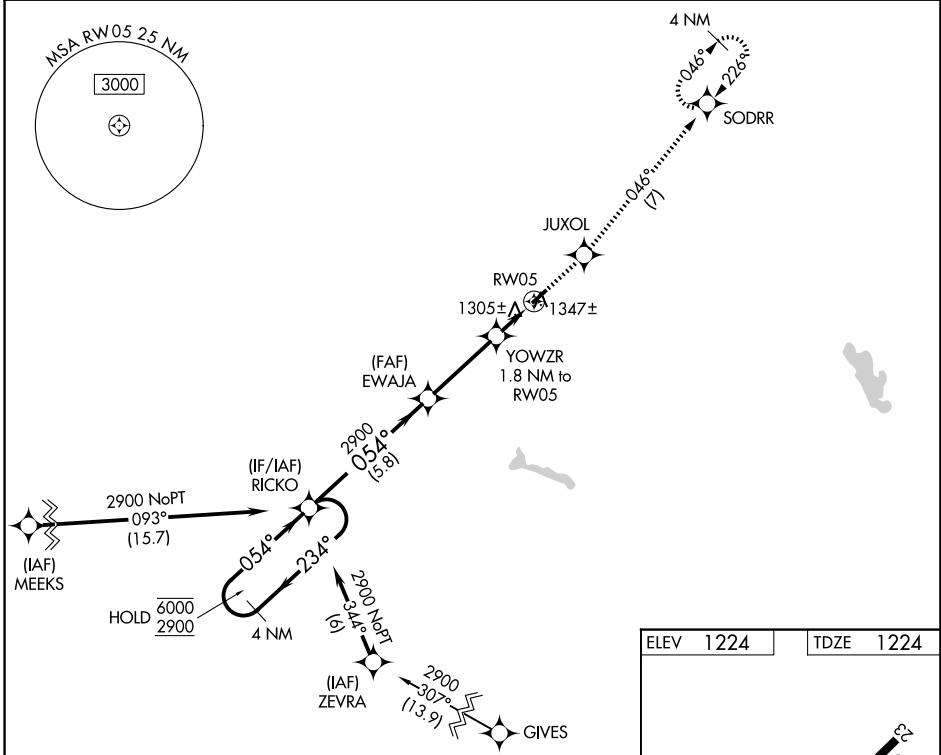 MSA RW05 25 NM
3000
4 NM
046°
226°
SODRR
046°
(7)
JUXOL
RW05
1305±
1347±
YOWZR
1.8 NM to
RW05
(FAF)
EWAJA
2900
054°
(5.8)
(IF/IAF)
RICKO
2900 NoPT
093°
(15.7)
(IAF)
MEEKS
054°
234°
HOLD
6000
2900
4 NM
2900 NoPT
344°
(6)
(IAF)
ZEVRA
2900
307°
(13.9)
GIVES
ELEV 1224
TDZE 1224
23